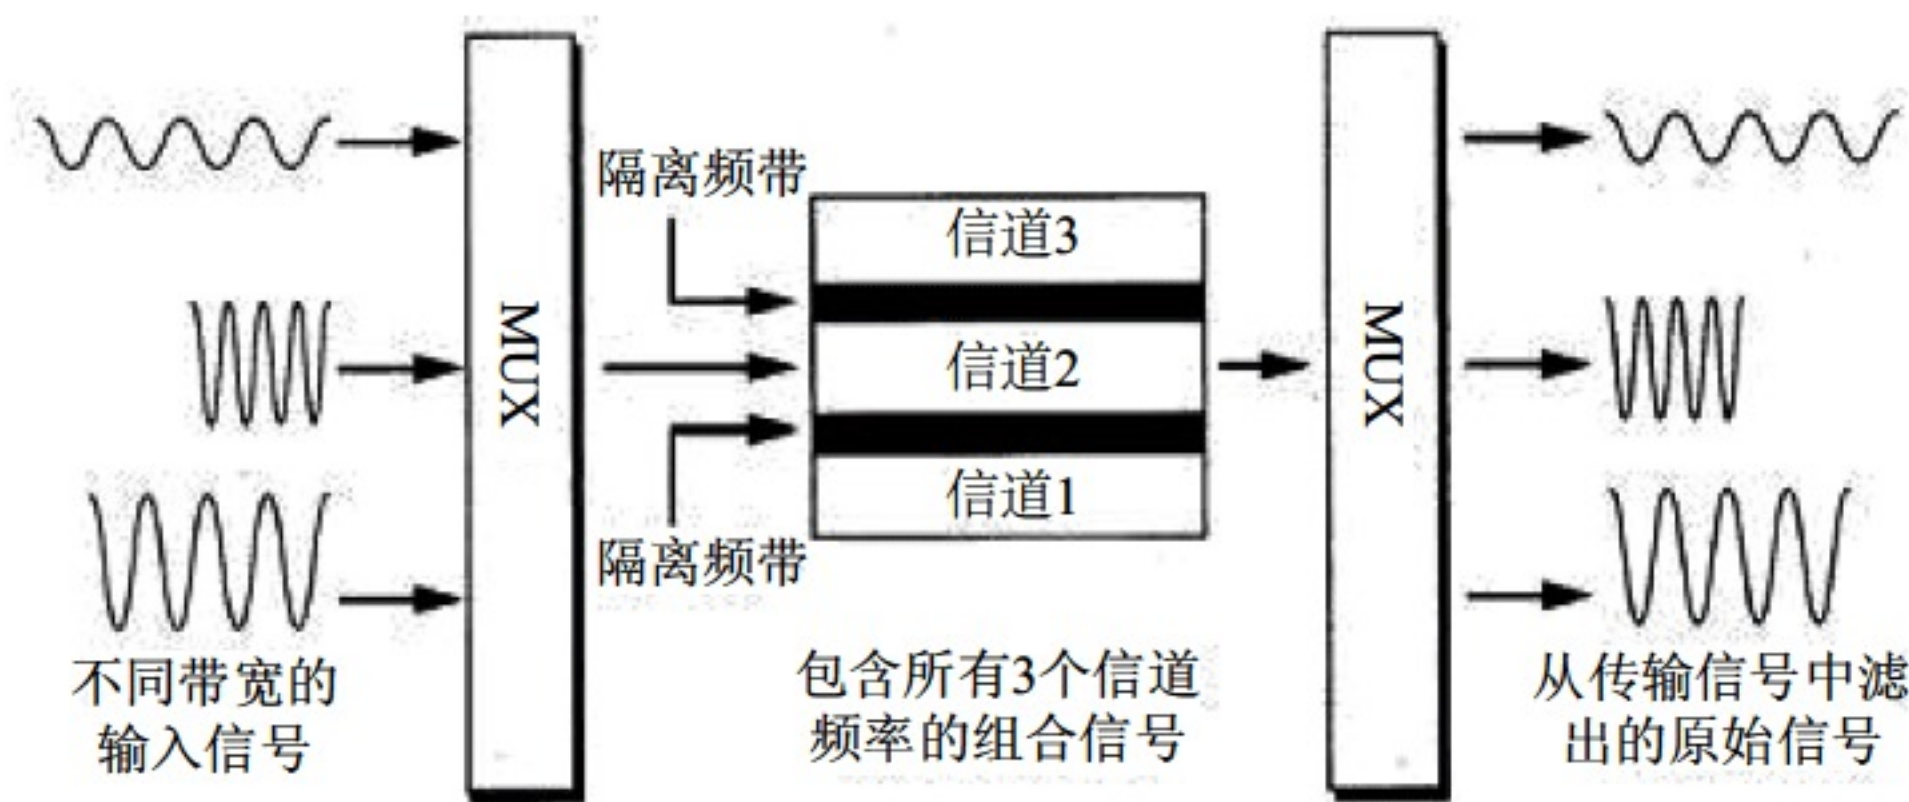 隔离频带
信道3
MUX
信道2
MUX
信道1
隔离频带
不同带宽的
输入信号
包含所有3个信道
频率的组合信号
从传输信号中滤
出的原始信号